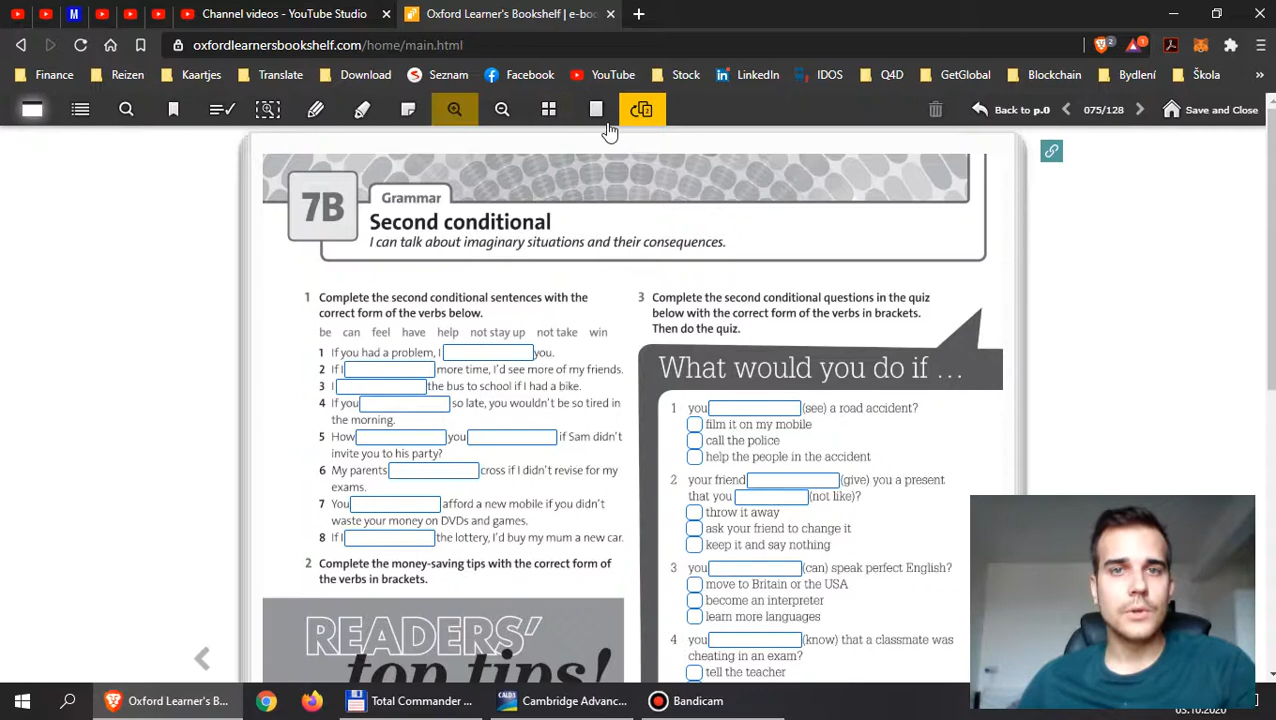 Channel videos - YouTube Studio
Oxford Learner's Bookshelf | e-bo
oxfordlearnersbookshelf.com/home/main.html
2
1
Finance
Reizen
Kaartjes
Translate
Download
Seznam
Facebook
YouTube
Stock
LinkedIn
IDOS
Q4D
GetGlobal
Blockchain
Bydlení
Škola
»
Back to p.0
075/128
Save and Close
7B
Grammar
Second conditional
I can talk about imaginary situations and their consequences.
1 Complete the second conditional sentences with the
correct form of the verbs below.
be can feel have help not stay up not take win
1 If you had a problem, I you.
2 If I more time, I'd see more of my friends.
3 I the bus to school if I had a bike.
4 If you so late, you wouldn't be so tired in
the morning.
5 How you if Sam didn't
invite you to his party?
6 My parents cross if I didn't revise for my
exams.
7 You afford a new mobile if you didn't
waste your money on DVDs and games.
8 If I the lottery, I'd buy my mum a new car.
2 Complete the money-saving tips with the correct form of
the verbs in brackets.
READERS'
top tips!
3 Complete the second conditional questions in the quiz
below with the correct form of the verbs in brackets.
Then do the quiz.
What would you do if ...
1 you (see) a road accident?
film it on my mobile
call the police
help the people in the accident
2 your friend (give) you a present
that you (not like)?
throw it away
ask your friend to change it
keep it and say nothing
3 you (can) speak perfect English?
move to Britain or the USA
become an interpreter
learn more languages
4 you (know) that a classmate was
cheating in an exam?
tell the teacher
Oxford Learner's B...
Total Commander ...
Cambridge Advanc...
Bandicam
03.10.2020